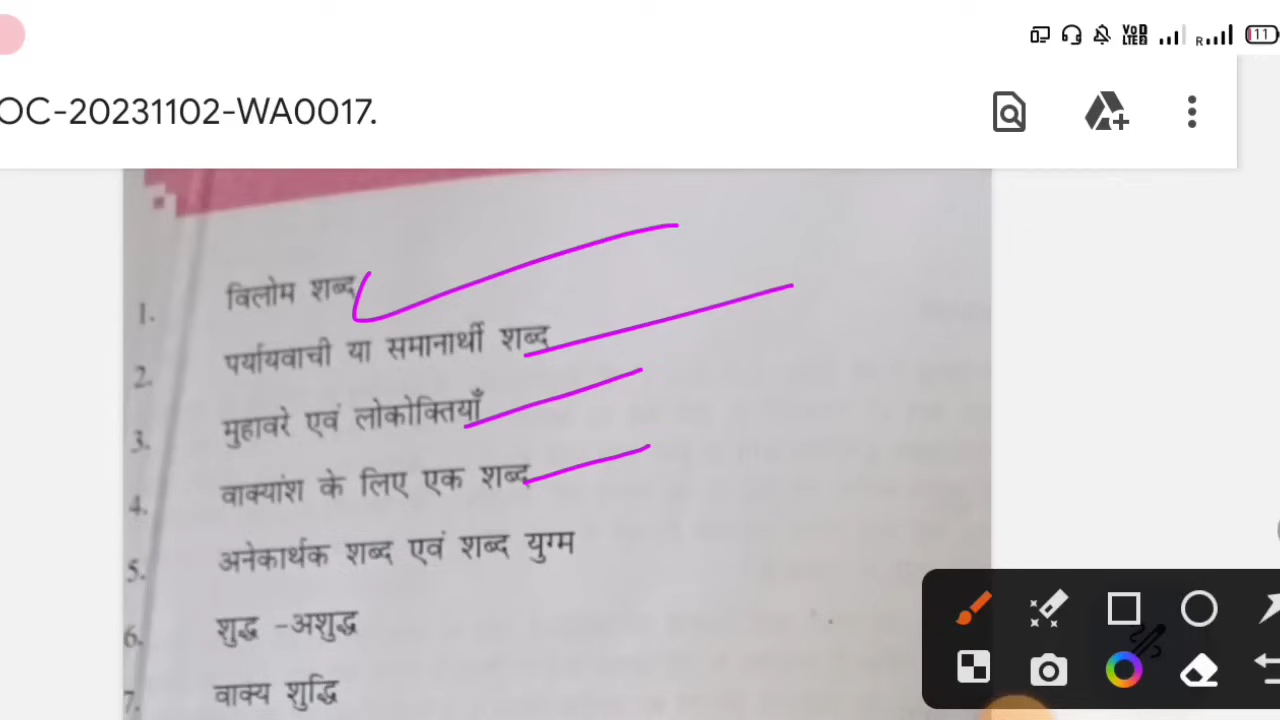 11
OC-20231102-WA0017.
1. विलोम शब्द
2. पर्यायवाची या समानार्थी शब्द
3. मुहावरे एवं लोकोक्तियाँ
4. वाक्यांश के लिए एक शब्द
5. अनेकार्थक शब्द एवं शब्द युग्म
6. शुद्ध -अशुद्ध
7. वाक्य शुद्धि